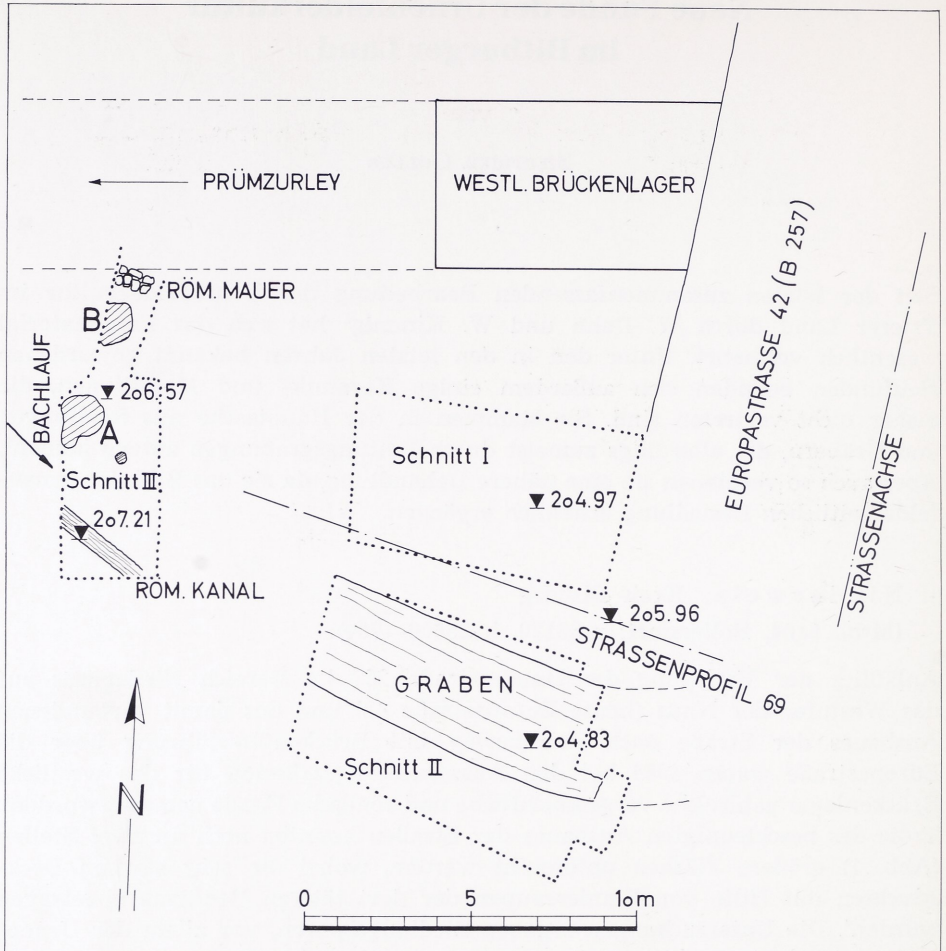 PRÜMZURLEY
WESTL. BRÜCKENLAGER
RÖM. MAUER
B
EUROPASTRASSE 42 (B 257)
BACHLAUF
2o6.57
A
Schnitt III
2o7.21
RÖM. KANAL
Schnitt I
2o4.97
STRASSENACHSE
2o5.96
STRASSENPROFIL 69
GRABEN
2o4.83
Schnitt II
N
0 5 1om